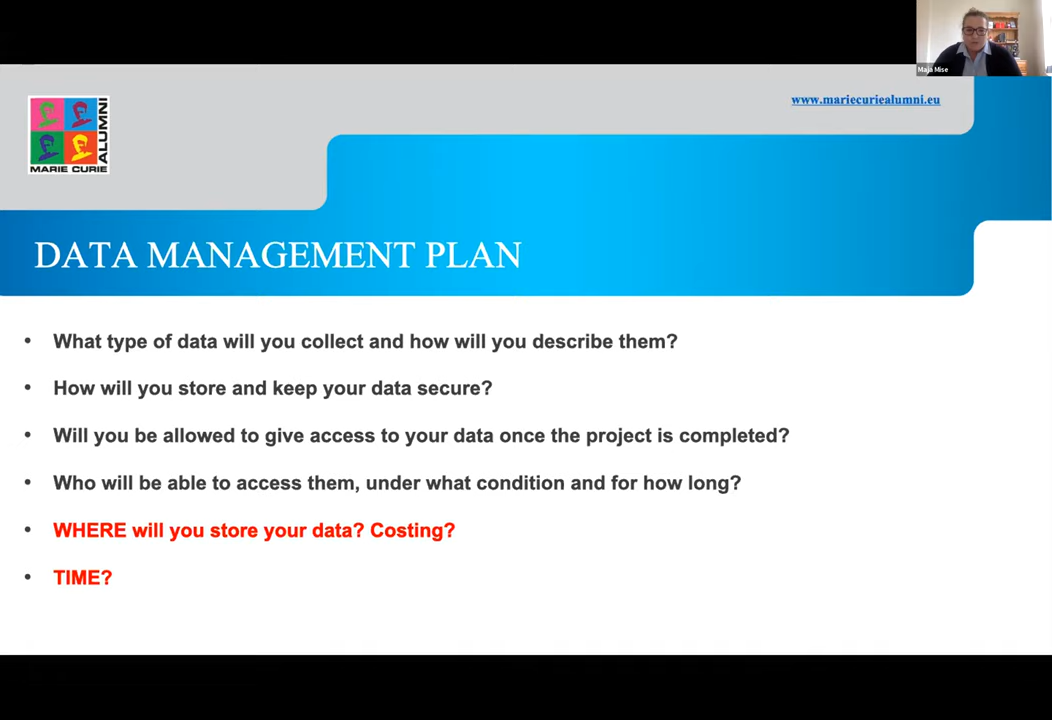 Maja Mise
www.mariecuriealumni.eu
ALUMNI
MARIE CURIE
DATA MANAGEMENT PLAN
• What type of data will you collect and how will you describe them?
• How will you store and keep your data secure?
• Will you be allowed to give access to your data once the project is completed?
• Who will be able to access them, under what condition and for how long?
• WHERE will you store your data? Costing?
• TIME?